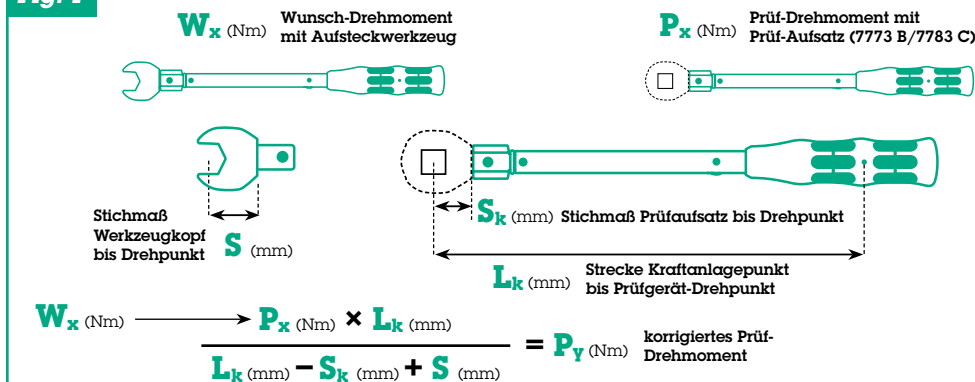 Wx (Nm) Wunsch-Drehmoment
mit Aufsteckwerkzeug
Px (Nm) Prüf-Drehmoment mit
Prüf-Aufsatz (7773 B/7783 C)
Stichmaß
Werkzeugkopf
bis Drehpunkt S (mm)
Sk (mm) Stichmaß Prüfaufsatz bis Drehpunkt
Lk (mm) Strecke Kraftanlagepunkt
bis Prüfgerät-Drehpunkt
Wx (Nm) Px (Nm) × Lk (mm)
Lk (mm) – Sk (mm) + S (mm)
= Py (Nm) korrigiertes Prüf-
Drehmoment